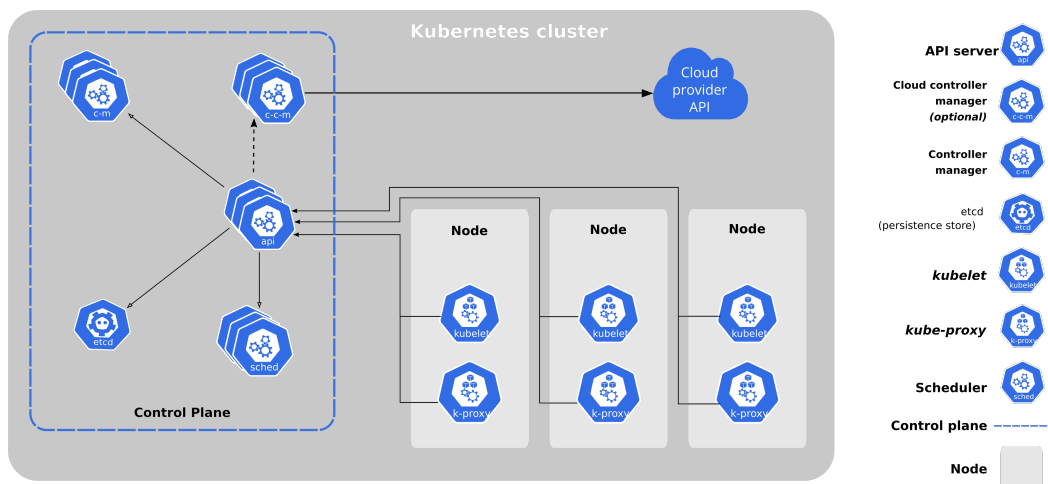 Kubernetes cluster
c-m
c-c-m
Cloud
provider
API
api
etcd
sched
Control Plane
Node
kubelet
k-proxy
Node
kubelet
k-proxy
Node
kubelet
k-proxy
API server
api
Cloud controller
manager
(optional)
c-c-m
Controller
manager
c-m
etcd
(persistence store)
etcd
kubelet
kubelet
kube-proxy
k-proxy
Scheduler
sched
Control plane
Node